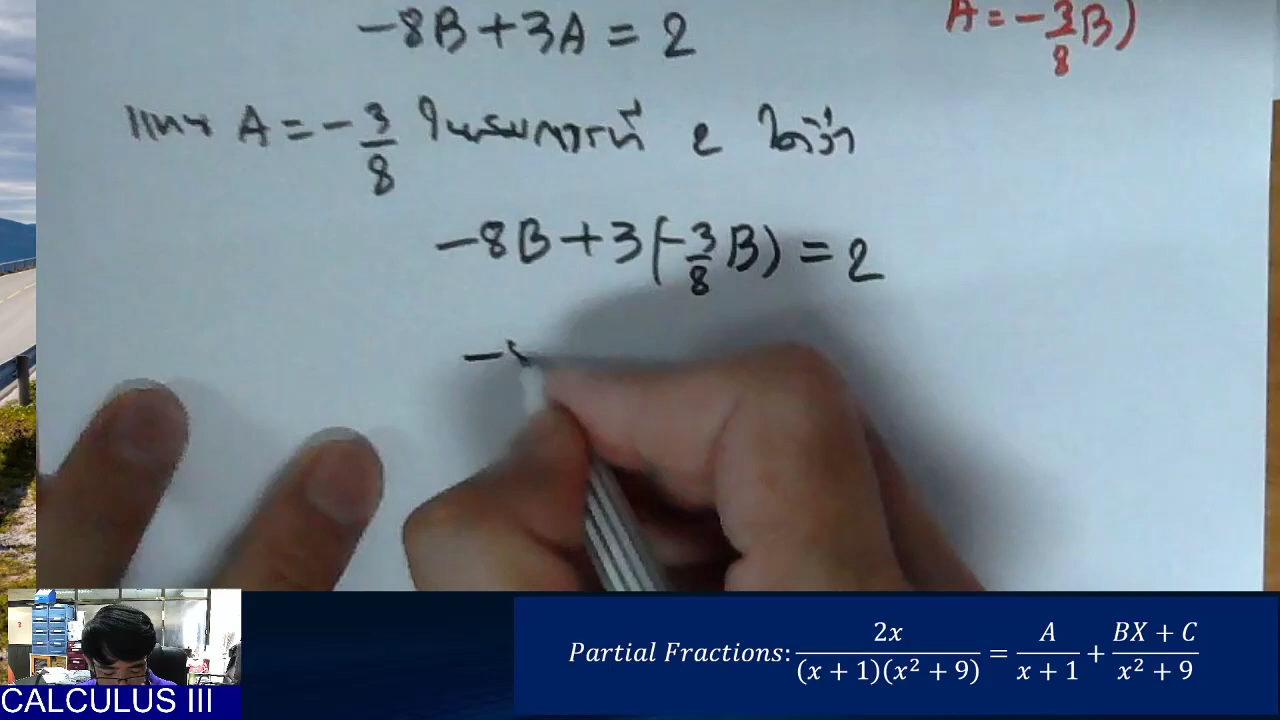 -8B + 3A = 2
A = -3/8 B)
แทน A = -3/8 ในสมการที่ 2 ได้ว่า
-8B + 3(-3/8 B) = 2
-8
Partial Fractions: 2x/((x + 1)(x² + 9)) = A/(x + 1) + (BX + C)/(x² + 9)
CALCULUS III